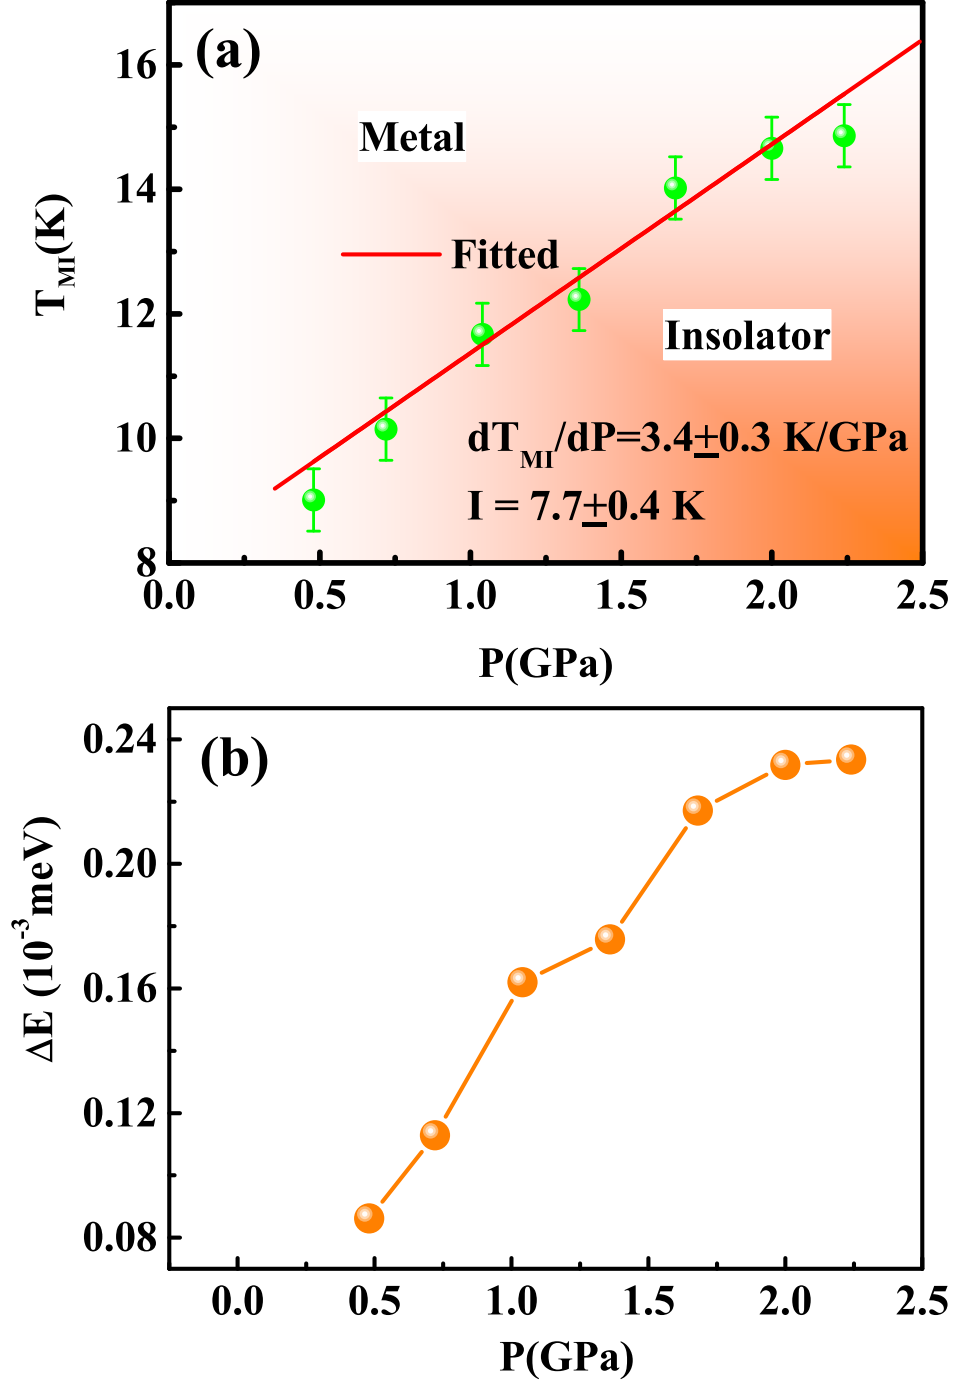 (a)
16
14
12
10
8
T_MI(K)
Metal
Fitted
Insolator
dT_MI/dP=3.4±0.3 K/GPa
I = 7.7±0.4 K
0.0 0.5 1.0 1.5 2.0 2.5
P(GPa)
(b)
0.24
0.20
0.16
0.12
0.08
ΔE (10⁻³meV)
0.0 0.5 1.0 1.5 2.0 2.5
P(GPa)